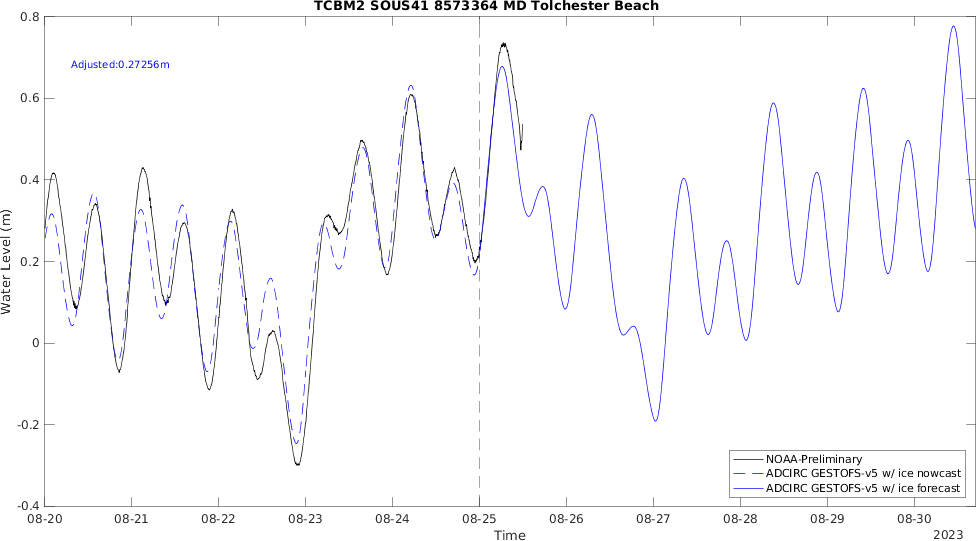 TCBM2 SOUS41 8573364 MD Tolchester Beach
Adjusted:0.27256m
0.8
0.6
0.4
0.2
0
-0.2
-0.4
Water Level (m)
NOAA-Preliminary
ADCIRC GESTOFS-v5 w/ ice nowcast
ADCIRC GESTOFS-v5 w/ ice forecast
08-20 08-21 08-22 08-23 08-24 08-25 08-26 08-27 08-28 08-29 08-30
Time
2023